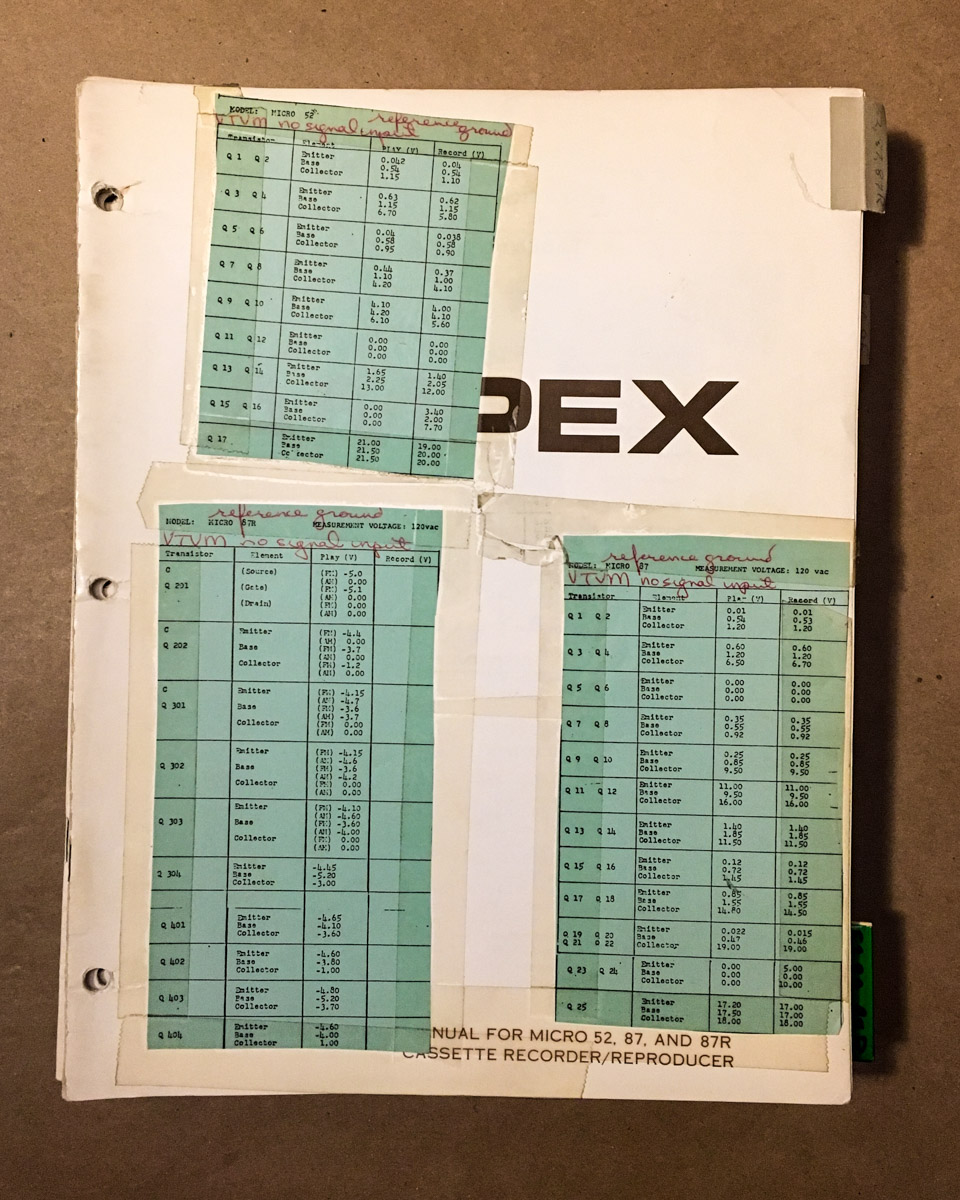 MODEL: MICRO 52
reference ground
VTVM no signal input
Transistor Element PLAY (V) Record (V)
Q 1 Q 2 Emitter 0.042 0.04
Base 0.54 0.54
Collector 1.15 1.10
Q 3 Q 4 Emitter 0.63 0.62
Base 1.15 1.15
Collector 6.70 5.80
Q 5 Q 6 Emitter 0.04 0.038
Base 0.58 0.58
Collector 0.95 0.90
Q 7 Q 8 Emitter 0.44 0.37
Base 1.10 1.00
Collector 4.20 4.10
Q 9 Q 10 Emitter 4.10 4.00
Base 4.20 4.10
Collector 6.10 5.60
Q 11 Q 12 Emitter 0.00 0.00
Base 0.00 0.00
Collector 0.00 0.00
Q 13 Q 14 Emitter 1.65 1.40
Base 2.25 2.05
Collector 13.00 12.00
Q 15 Q 16 Emitter 0.00 3.40
Base 0.00 2.00
Collector 0.00 7.70
Q 17 Emitter 21.00 19.00
Base 21.50 20.00
Collector 21.50 20.00
PEX
reference ground
MODEL: MICRO 87R MEASUREMENT VOLTAGE: 120vac
VTVM no signal input
Transistor Element Play (V) Record (V)
C (Source) (FM) -5.0
(AM) 0.00
Q 201 (Gate) (FM) -5.1
(AM) 0.00
(Drain) (FM) 0.00
(AM) 0.00
C Emitter (FM) -4.4
(AM) 0.00
Q 202 Base (FM) -3.7
(AM) 0.00
Collector (FM) -1.2
(AM) 0.00
C Emitter (FM) -4.15
(AM) -4.7
Q 301 Base (FM) -3.6
(AM) -3.7
Collector (FM) 0.00
(AM) 0.00
Emitter (FM) -4.15
(AM) -4.6
Q 302 Base (FM) -3.6
(AM) -4.2
Collector (FM) 0.00
(AM) 0.00
Emitter (FM) -4.10
(AM) -4.60
Q 303 Base (FM) -3.60
(AM) -4.00
Collector (FM) 0.00
(AM) 0.00
Q 304 Emitter -4.45
Base -5.20
Collector -3.00
Q 401 Emitter -4.65
Base -4.10
Collector -3.60
Q 402 Emitter -4.60
Base -3.80
Collector -1.00
Q 403 Emitter -4.80
Base -5.20
Collector -3.70
Q 404 Emitter -4.60
Base -4.00
Collector 1.00
reference ground
MODEL: MICRO 87 MEASUREMENT VOLTAGE: 120 vac
VTVM no signal input
Transistor Element Play (V) Record (V)
Q 1 Q 2 Emitter 0.01 0.01
Base 0.54 0.53
Collector 1.20 1.20
Q 3 Q 4 Emitter 0.60 0.60
Base 1.20 1.20
Collector 6.50 6.70
Q 5 Q 6 Emitter 0.00 0.00
Base 0.00 0.00
Collector 0.00 0.00
Q 7 Q 8 Emitter 0.35 0.35
Base 0.55 0.55
Collector 0.92 0.92
Q 9 Q 10 Emitter 0.25 0.25
Base 0.85 0.85
Collector 9.50 9.50
Q 11 Q 12 Emitter 11.00 11.00
Base 9.50 9.50
Collector 16.00 16.00
Q 13 Q 14 Emitter 1.40 1.40
Base 1.85 1.85
Collector 11.50 11.50
Q 15 Q 16 Emitter 0.12 0.12
Base 0.72 0.72
Collector 1.45 1.45
Q 17 Q 18 Emitter 0.85 0.85
Base 1.55 1.55
Collector 14.80 14.50
Q 19 Q 20 Emitter 0.022 0.015
Q 21 Q 22 Base 0.47 0.46
Collector 19.00 19.00
Q 23 Q 24 Emitter 0.00 5.00
Base 0.00 0.00
Collector 0.00 10.00
Q 25 Emitter 17.20 17.00
Base 17.50 17.00
Collector 18.00 18.00
NUAL FOR MICRO 52, 87, AND 87R
CASSETTE RECORDER/REPRODUCER